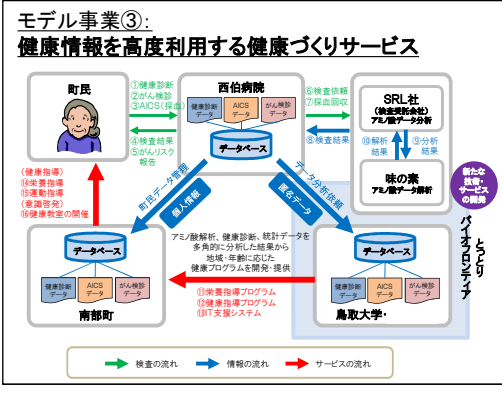 モデル事業③:
健康情報を高度利用する健康づくりサービス
町民
①健康診断
②がん検診
③AICS(採血)
④検査結果
⑤がんリスク
報告
西伯病院
健康診断
データ
AICS
データ
がん検診
データ
データベース
⑥検査依頼
⑦採血回収
⑧検査結果
SRL社
(検査受託会社)
アミノ酸データ分析
⑩解析
結果
⑨分析
結果
味の素
アミノ酸データ解析
新たな
技術・
サービス
の開発
とっとり
バイオフロンティア
(健康指導)
⑭栄養指導
⑮運動指導
(意識啓発)
⑯健康教室の開催
町民データ管理
個人情報
データ分析依頼
匿名データ
アミノ酸解析、健康診断、統計データを
多角的に分析した結果から
地域・年齢に応じた
健康プログラムを開発・提供
⑪栄養指導プログラム
⑫健康指導プログラム
⑬IT支援システム
データベース
健康診断
データ
AICS
データ
がん検診
データ
南部町
データベース
健康診断
データ
AICS
データ
がん検診
データ
鳥取大学・
検査の流れ
情報の流れ
サービスの流れ